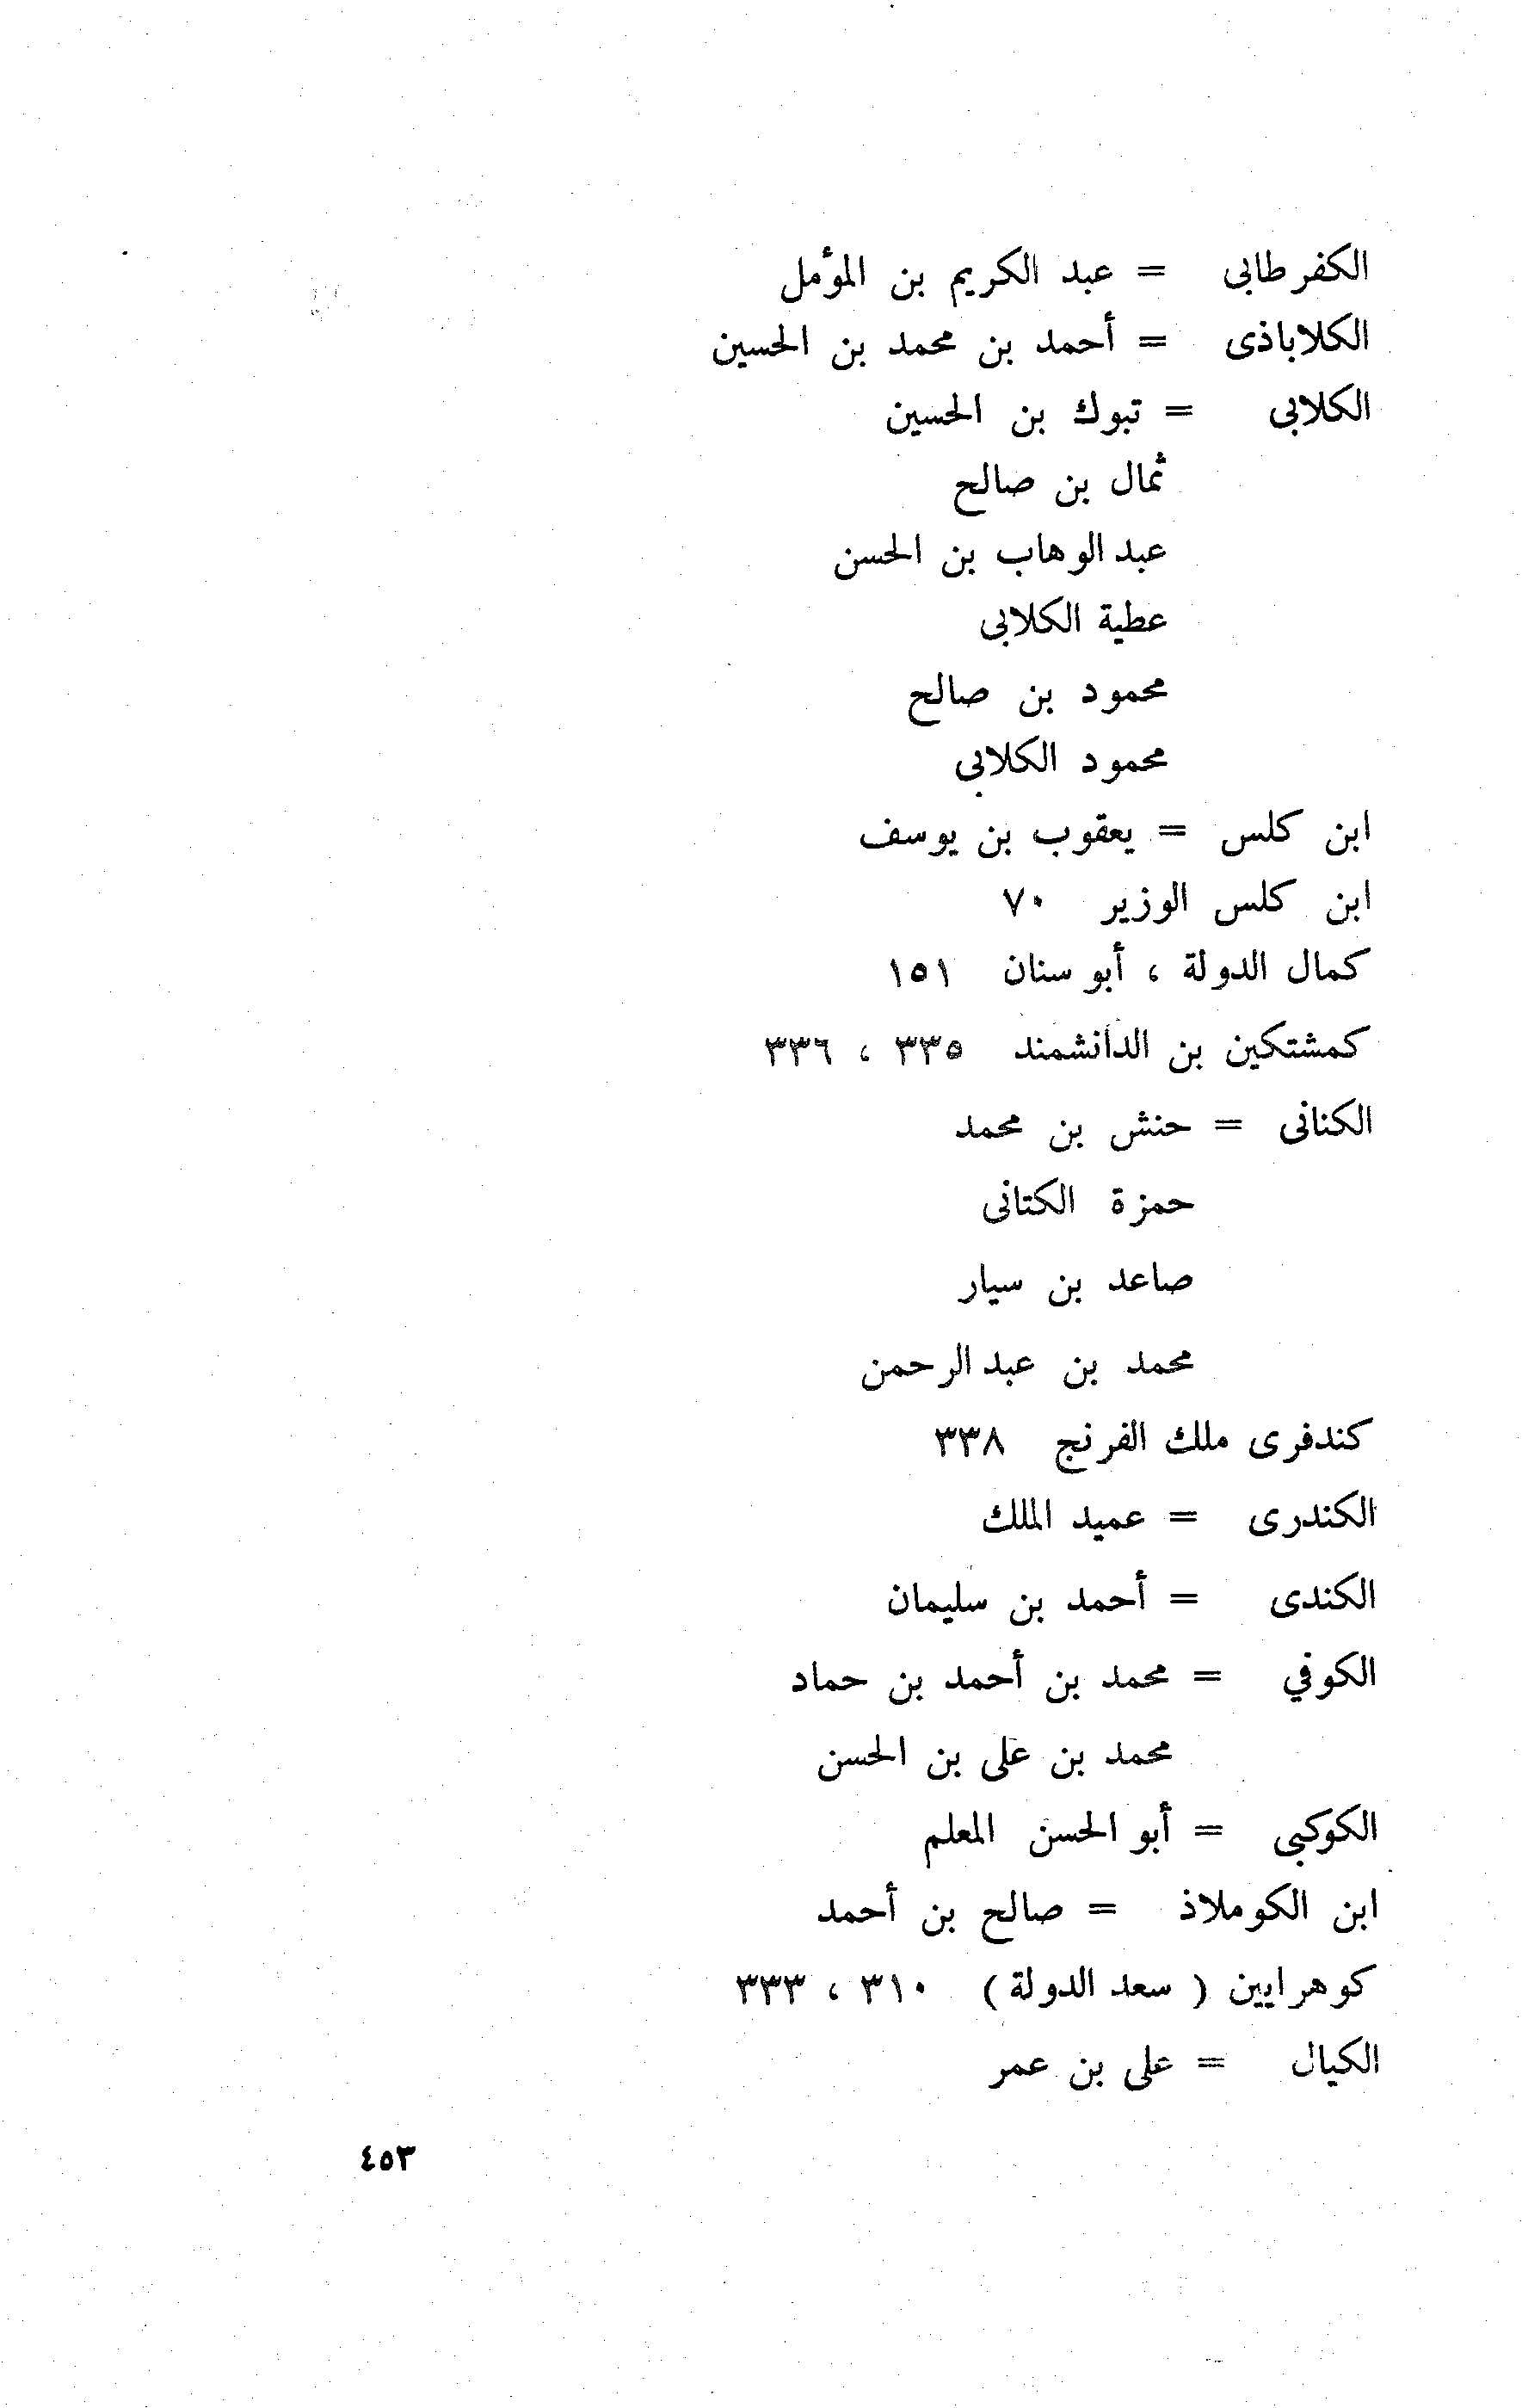 الكفرطابى = عبد الكريم بن المؤمل
الكلاباذى = أحمد بن محمد بن الحسين
الكلابى = تبوك بن الحسين
ثمال بن صالح
عبد الوهاب بن الحسن
عطية الكلابى
محمود بن صالح
محمود الكلابى
ابن كلس = يعقوب بن يوسف
ابن كلس الوزير ٧٠
كمال الدولة ، أبو سنان ١٥١
كمشتكين بن الدانشمند ٣٣٥ ، ٣٣٦
الكنانى = حنش بن محمد
حمزة الكتانى
صاعد بن سيار
محمد بن عبد الرحمن
كندفرى ملك الفرنج ٣٣٨
الكندرى = عميد الملك
الكندى = أحمد بن سليمان
الكوفي = محمد بن أحمد بن حماد
محمد بن على بن الحسن
الكوكبى = أبو الحسن المعلم
ابن الكوملاذ = صالح بن أحمد
كوهرايين ( سعد الدولة ) ٣١٠ ، ٣٣٣
الكيال = على بن عمر
٤٥٣